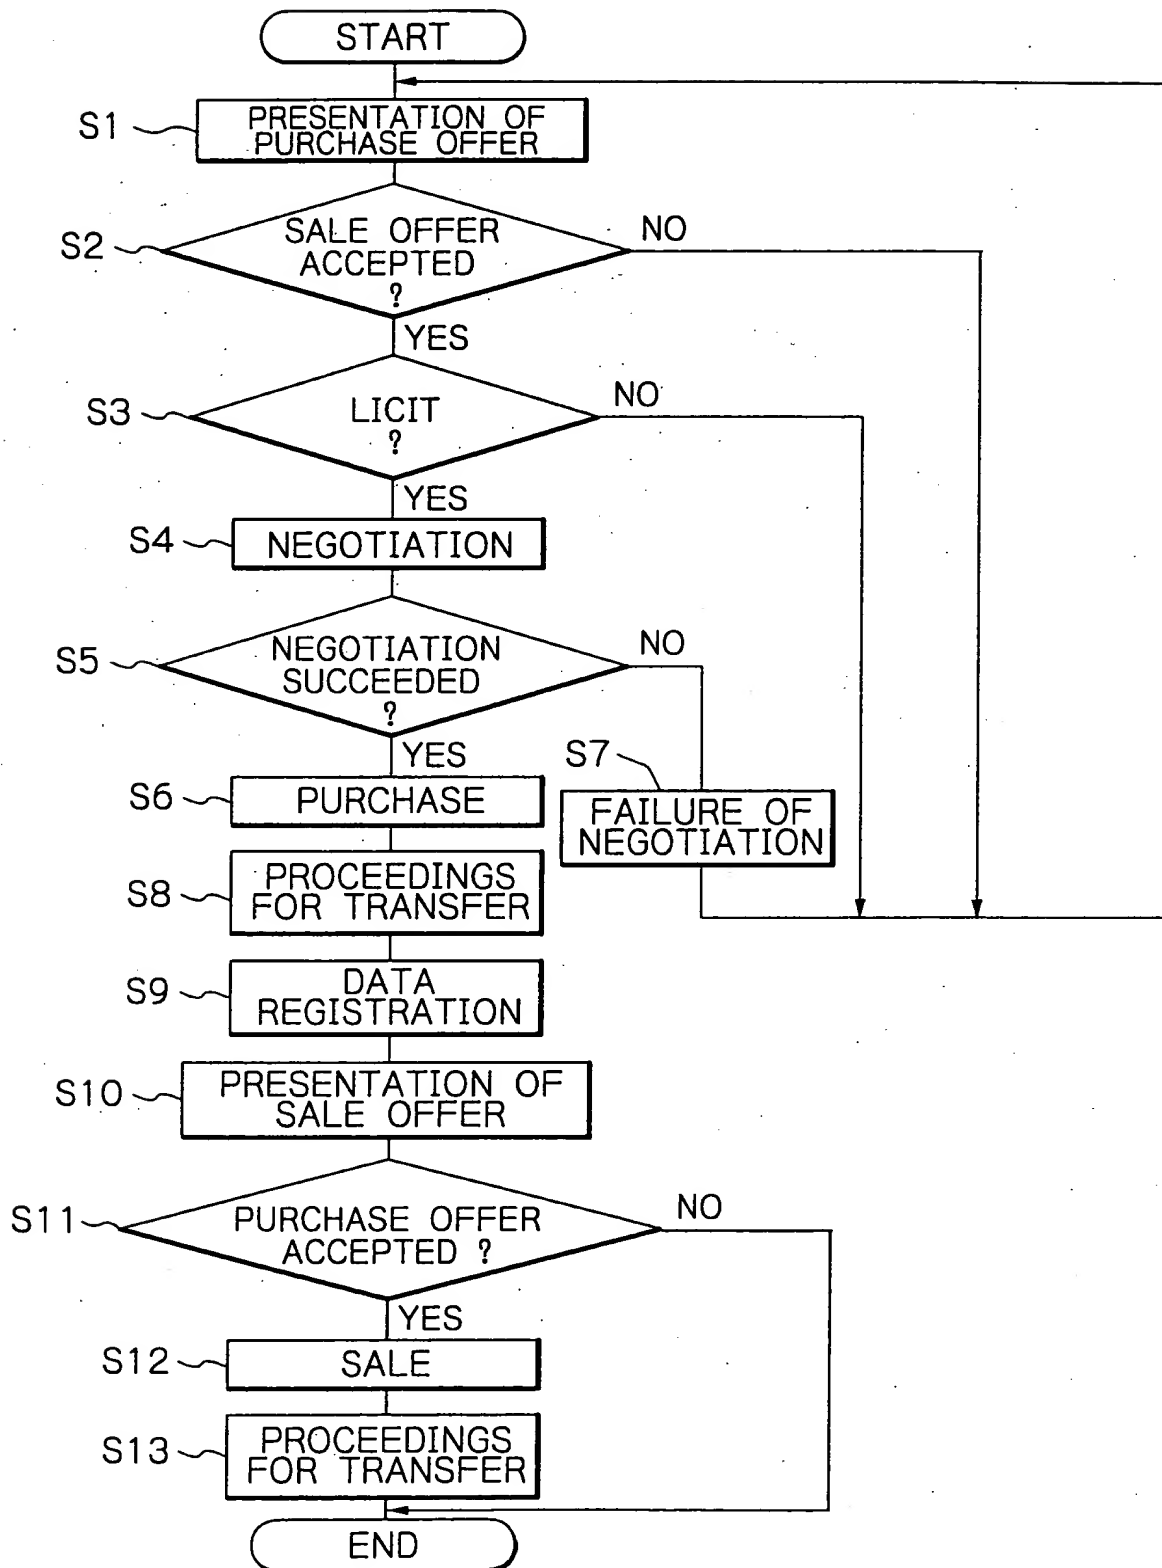 START
S1
PRESENTATION OF
PURCHASE OFFER
S2
SALE OFFER
ACCEPTED
?
NO
YES
S3
LICIT
?
NO
YES
S4
NEGOTIATION
S5
NEGOTIATION
SUCCEEDED
?
NO
YES
S6
PURCHASE
S7
FAILURE OF
NEGOTIATION
S8
PROCEEDINGS
FOR TRANSFER
S9
DATA
REGISTRATION
S10
PRESENTATION OF
SALE OFFER
S11
PURCHASE OFFER
ACCEPTED ?
NO
YES
S12
SALE
S13
PROCEEDINGS
FOR TRANSFER
END